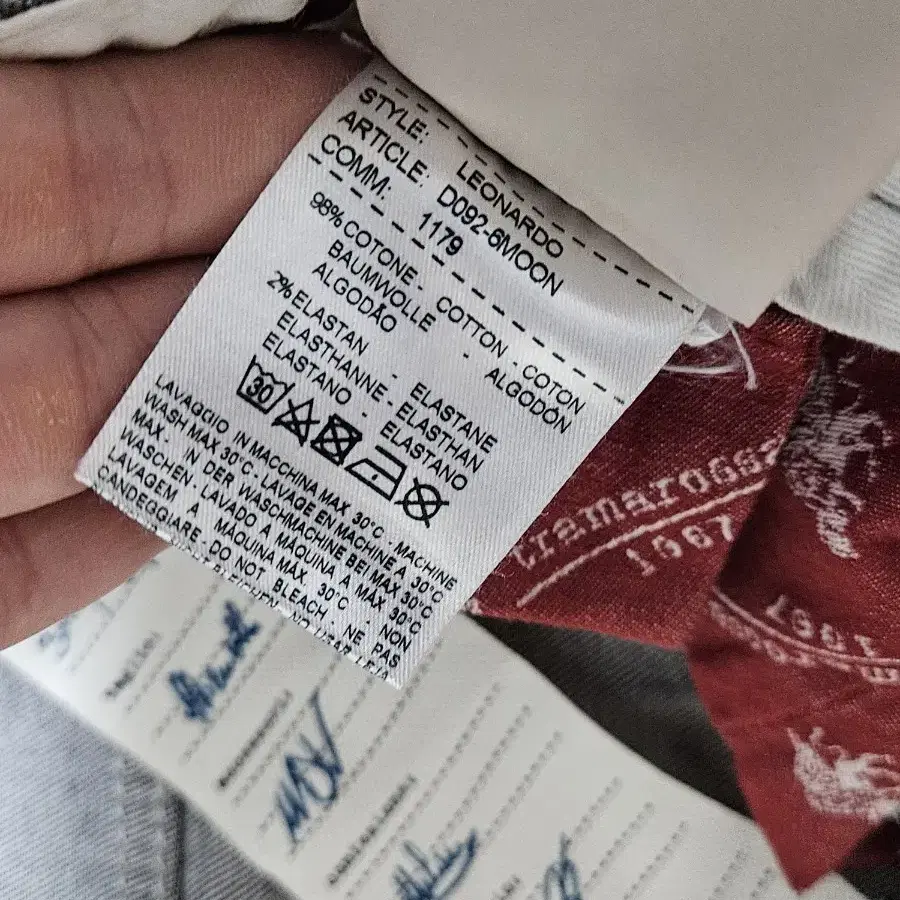 STYLE: LEONARDO
ARTICLE: D092-6MOON
COMM: 1179
98% COTONE - COTTON - COTON
BAUMWOLLE - ALGODÓN
ALGODÃO
2% ELASTAN - ELASTANE
ELASTHANNE - ELASTHAN
ELASTANO - ELASTANO
30
LAVAGGIO IN MACCHINA MAX 30°C - MACHINE
WASH MAX 30°C - LAVAGE EN MACHINE A 30°C
MAX - IN DER WASCHMACHINE BEI MAX 30°C
WASCHEN - LAVADO A MÁQUINA A MÁX 30°C
LAVAGEM A MÁQUINA MÁX. 30°C - NON
CANDEGGIARE - DO NOT BLEACH - NE PAS
tramarossa
1967
1967